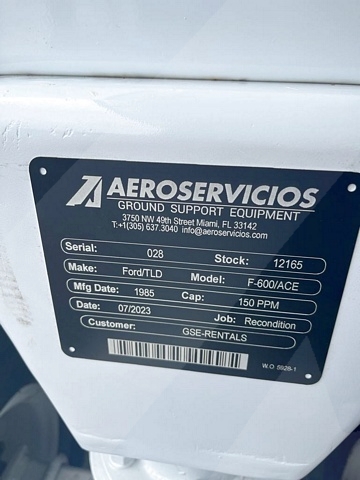 AEROSERVICIOS
GROUND SUPPORT EQUIPMENT
3750 NW 49th Street Miami, FL 33142
T:+1(305) 637.3040 info@aeroservicios.com
Serial: 028 Stock: 12165
Make: Ford/TLD Model: F-600/ACE
Mfg Date: 1985 Cap: 150 PPM
Date: 07/2023 Job: Recondition
Customer: GSE-RENTALS
W.O. 5928-1